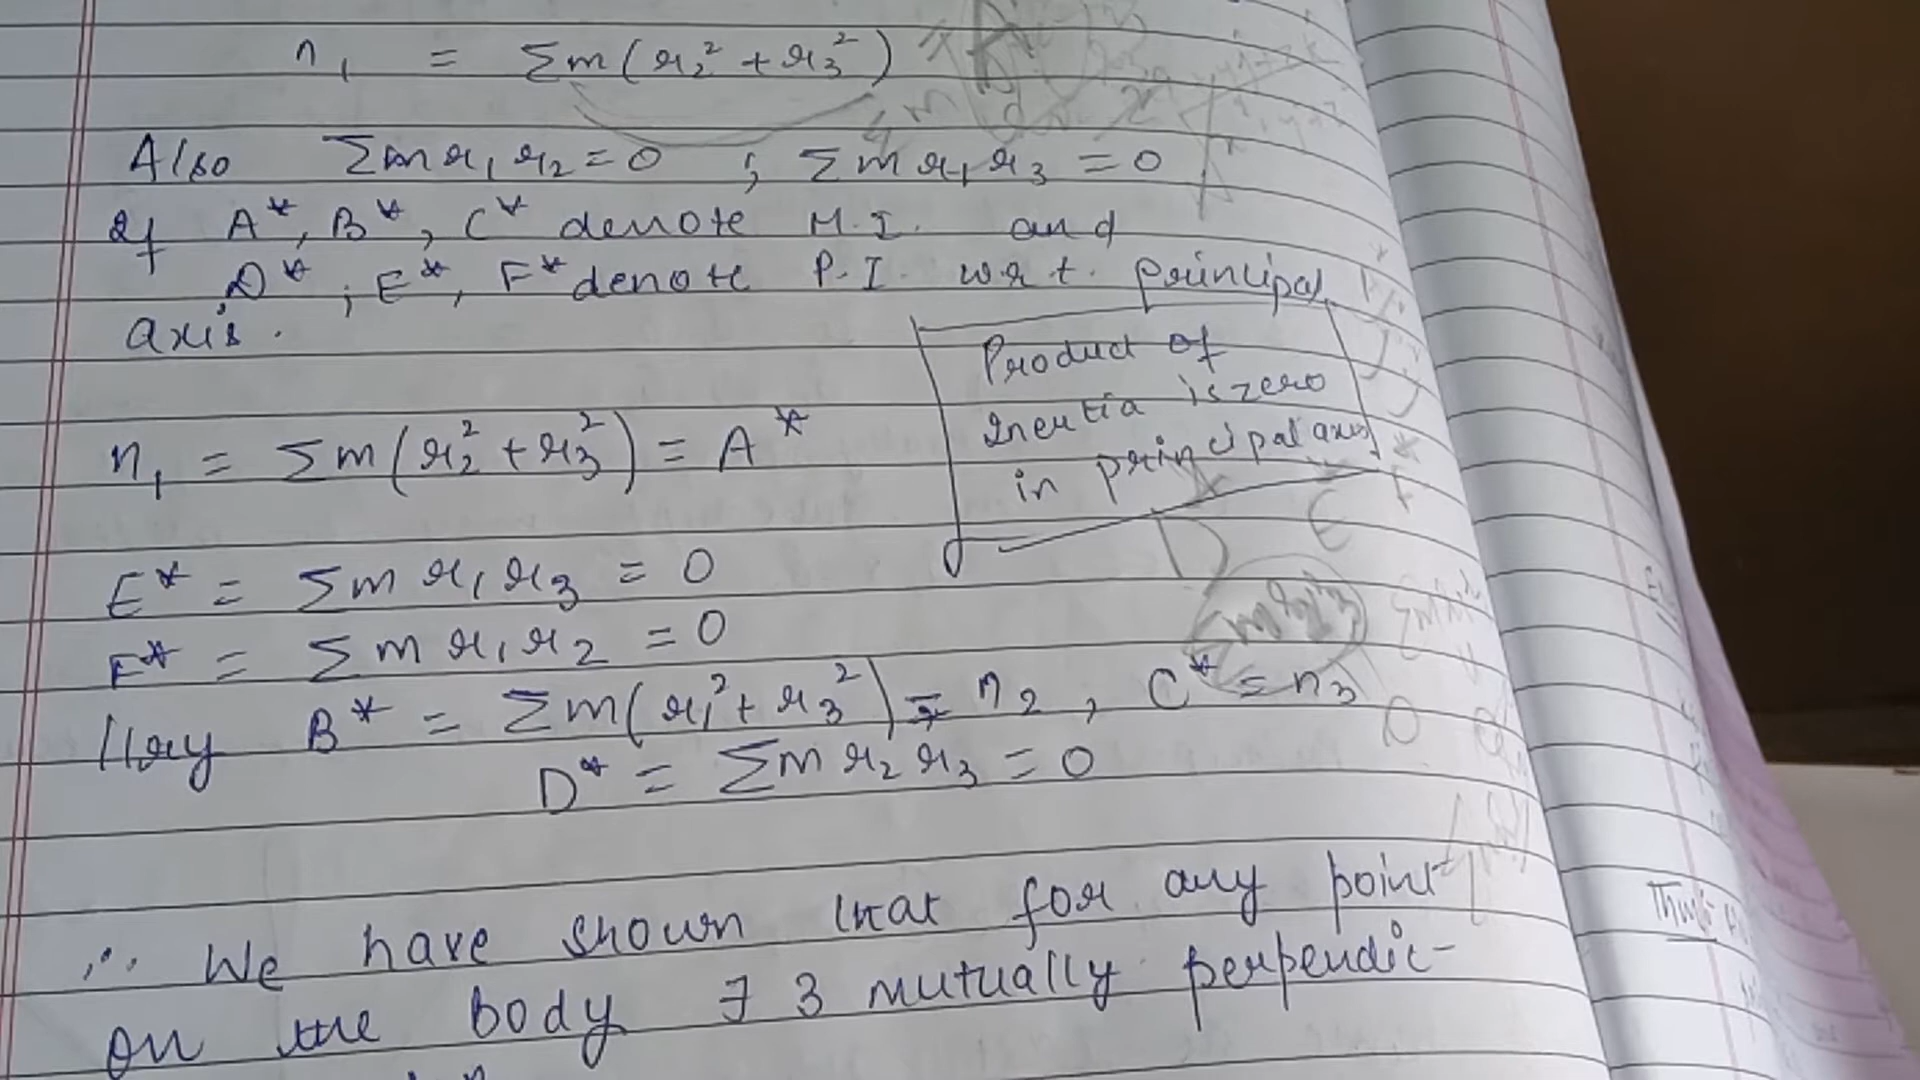 n₁ = Σm(r₂² + r₃²)
Also Σm r₁ r₂ = 0 ; Σm r₁ r₃ = 0
If A*, B*, C* denote M.I. and
D*, E*, F* denote P.I. w.r.t. principal
axis.
Product of
Inertia is zero
in principal axis
n₁ = Σm(r₂² + r₃²) = A*
E* = Σm r₁ r₃ = 0
F* = Σm r₁ r₂ = 0
||ly B* = Σm(r₁² + r₃²) = n₂ , C* = n₃
D* = Σm r₂ r₃ = 0
∴ We have shown that for any point
on the body ∃ 3 mutually perpendic-